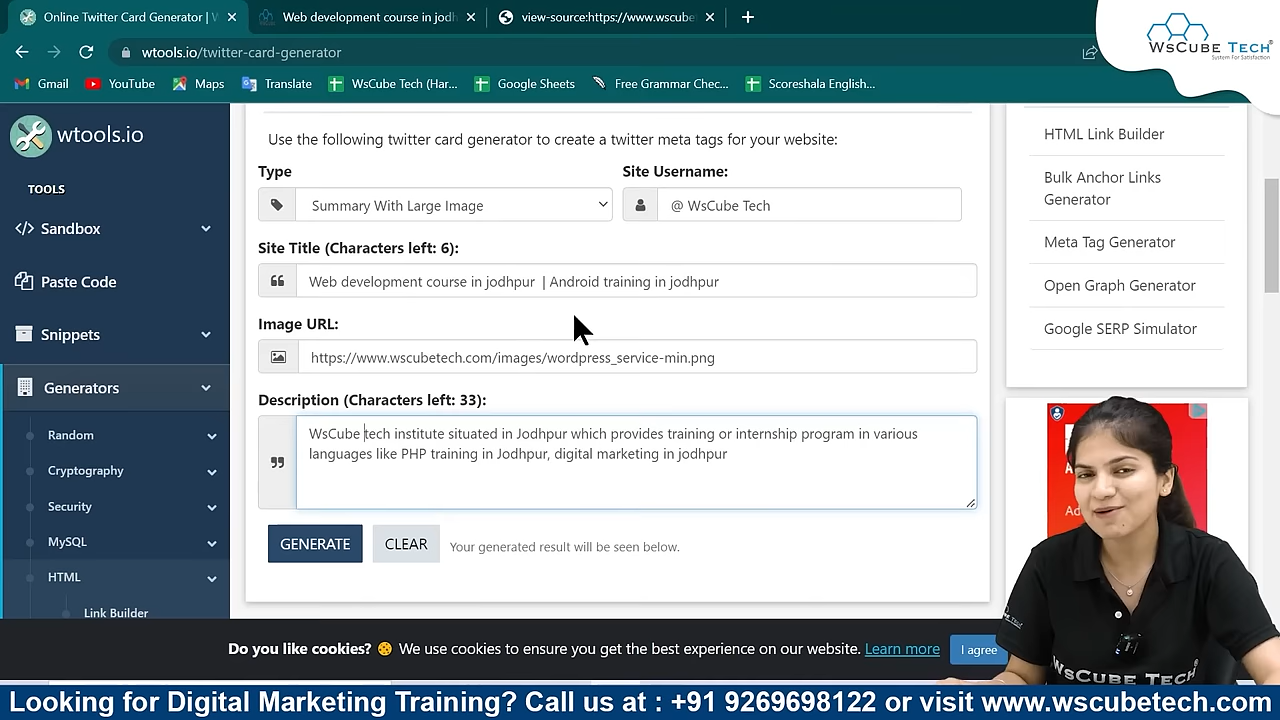 Online Twitter Card Generator | W
Web development course in jodh
view-source:https://www.wscube
WsCube Tech
System For Satisfaction
wtools.io/twitter-card-generator
Gmail
YouTube
Maps
Translate
WsCube Tech (Har...
Google Sheets
Free Grammar Chec...
Scoreshala English...
wtools.io
TOOLS
Sandbox
Paste Code
Snippets
Generators
Random
Cryptography
Security
MySQL
HTML
Link Builder
Use the following twitter card generator to create a twitter meta tags for your website:
Type
Site Username:
Summary With Large Image
@ WsCube Tech
Site Title (Characters left: 6):
Web development course in jodhpur | Android training in jodhpur
Image URL:
https://www.wscubetech.com/images/wordpress_service-min.png
Description (Characters left: 33):
WsCube tech institute situated in Jodhpur which provides training or internship program in various
languages like PHP training in Jodhpur, digital marketing in jodhpur
GENERATE
CLEAR
Your generated result will be seen below.
HTML Link Builder
Bulk Anchor Links
Generator
Meta Tag Generator
Open Graph Generator
Google SERP Simulator
Do you like cookies? 🍪 We use cookies to ensure you get the best experience on our website. Learn more
I agree
WsCube Tech
Looking for Digital Marketing Training? Call us at : +91 9269698122 or visit www.wscubetech.com